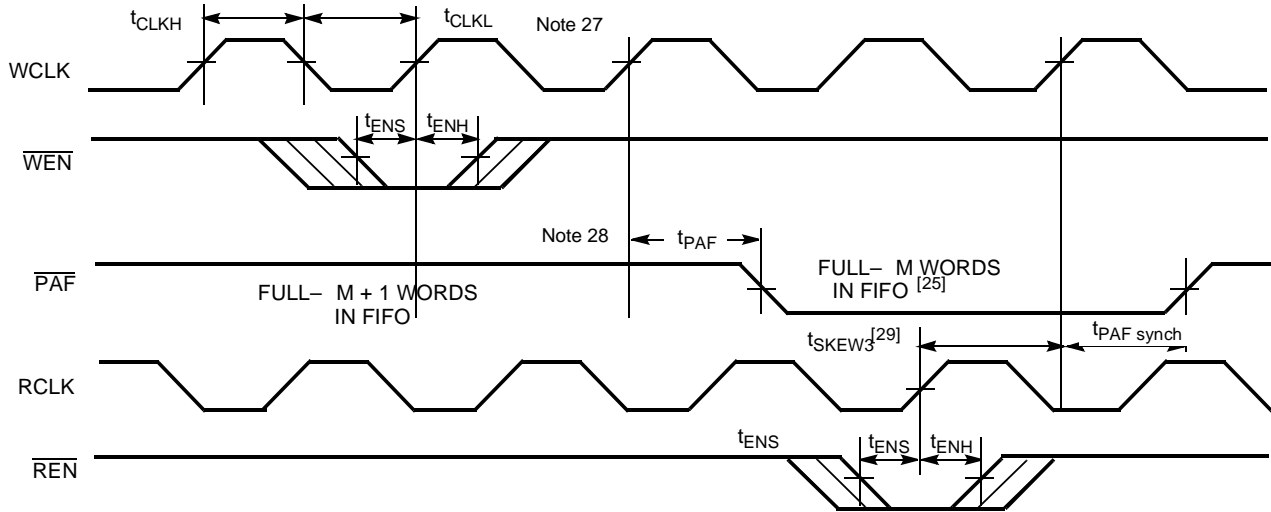 tCLKH
tCLKL
Note 27
WCLK
tENS
tENH
WEN
Note 28
tPAF
PAF
FULL– M + 1 WORDS
IN FIFO
FULL– M WORDS
IN FIFO [25]
tSKEW3[29]
tPAF synch
RCLK
tENS
tENS
tENH
REN